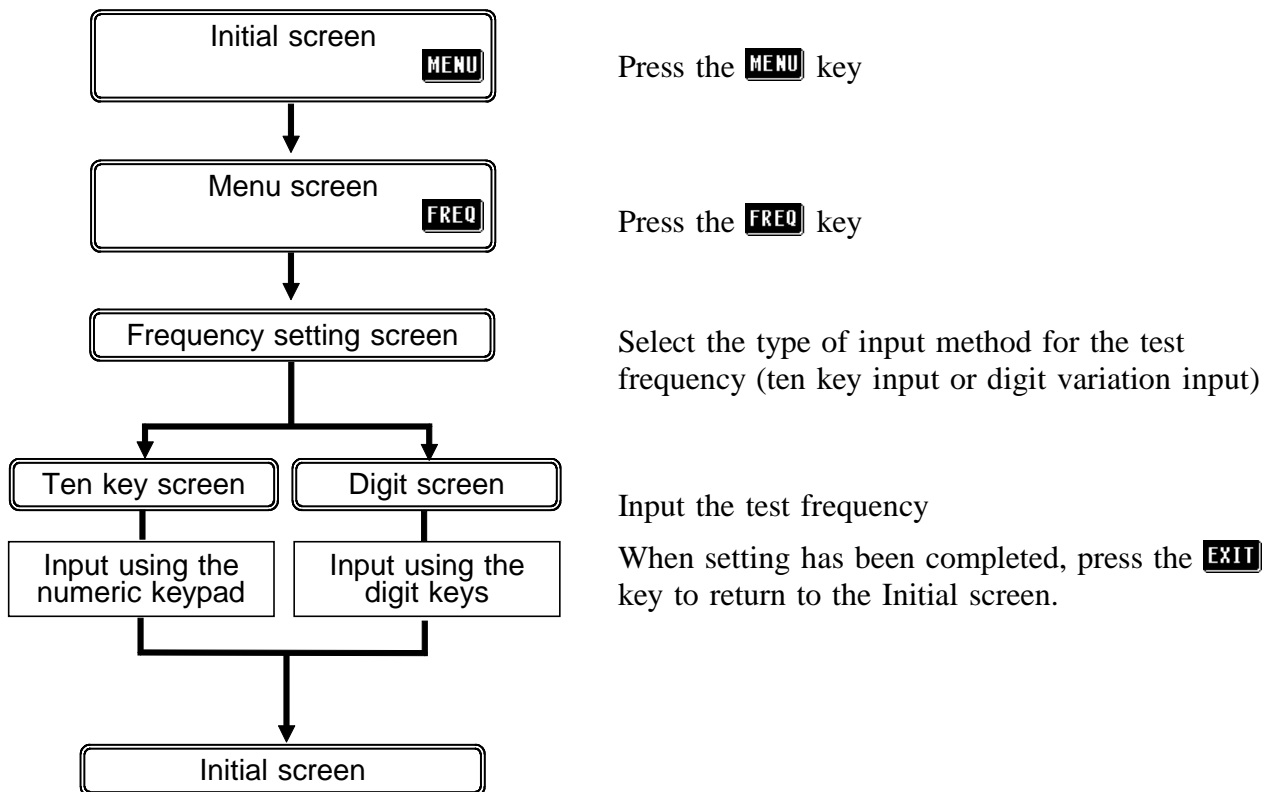 Initial screen
MENU
Press the MENU key
Menu screen
FREQ
Press the FREQ key
Frequency setting screen
Select the type of input method for the test
frequency (ten key input or digit variation input)
Ten key screen
Digit screen
Input the test frequency
Input using the
numeric keypad
Input using the
digit keys
When setting has been completed, press the EXIT
key to return to the Initial screen.
Initial screen